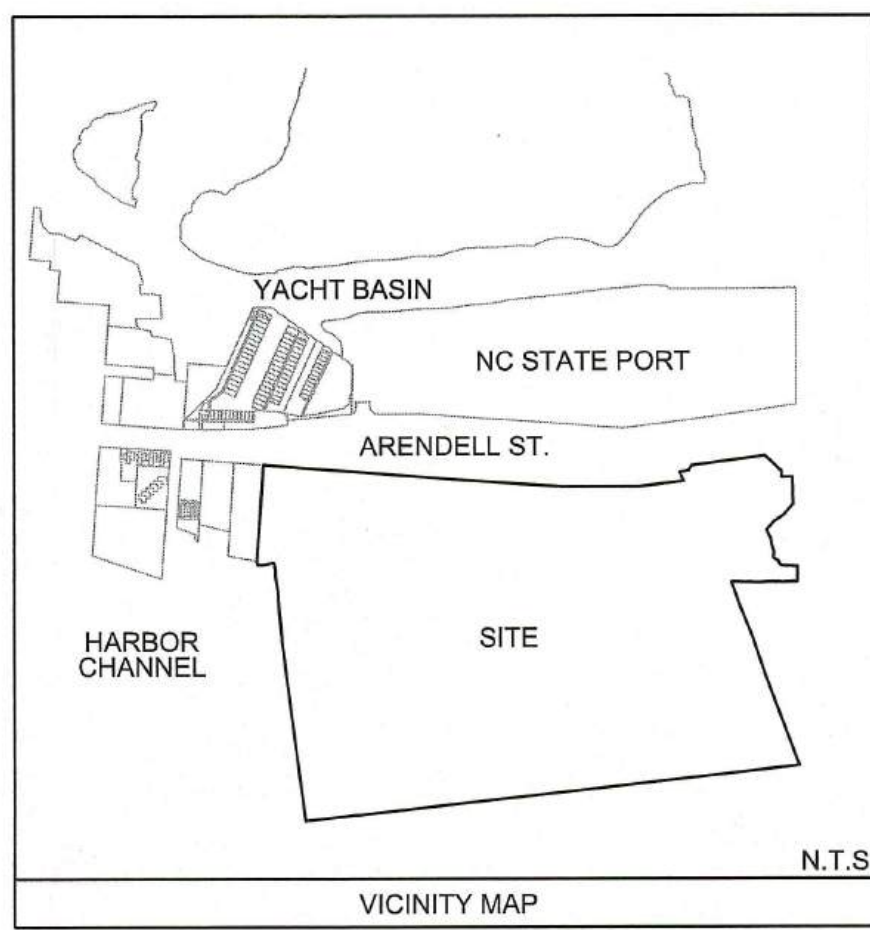 YACHT BASIN
NC STATE PORT
ARENDELL ST.
SITE
HARBOR
CHANNEL
N.T.S
VICINITY MAP